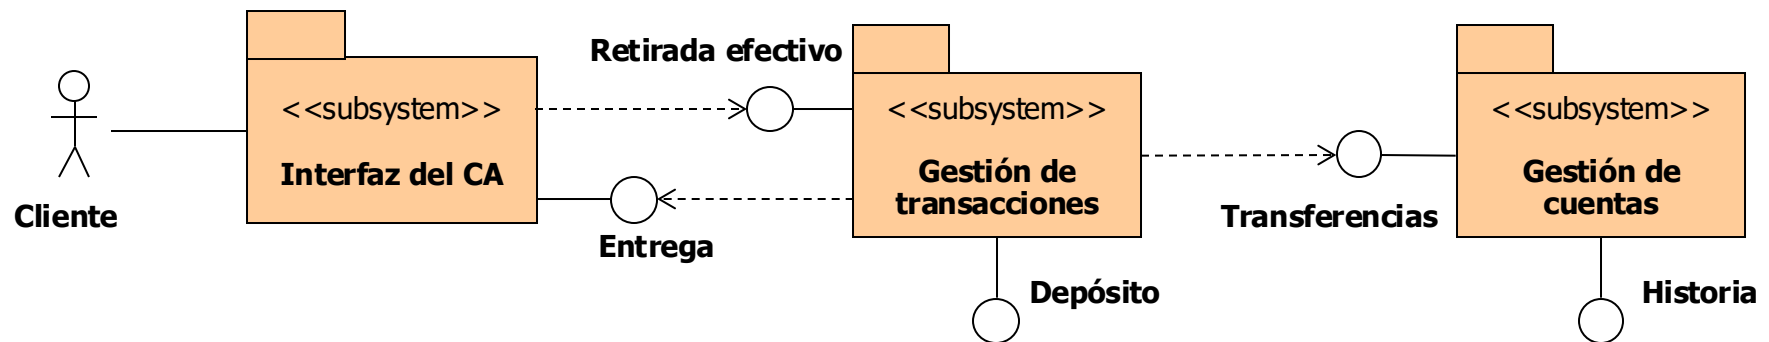 Retirada efectivo
<<subsystem>>
Interfaz del CA
<<subsystem>>
Gestión de
transacciones
<<subsystem>>
Gestión de
cuentas
Cliente
Entrega
Transferencias
Depósito
Historia